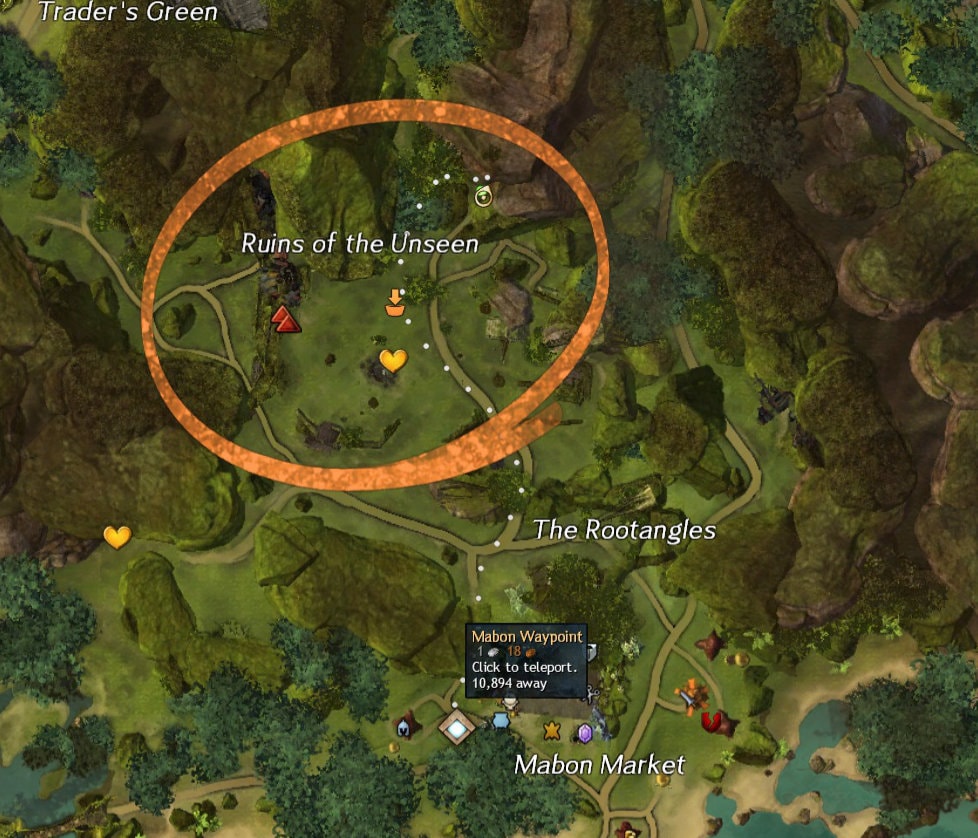 Trader's Green
Ruins of the Unseen
The Rootangles
Mabon Waypoint
1 18
Click to teleport.
10,894 away
Mabon Market